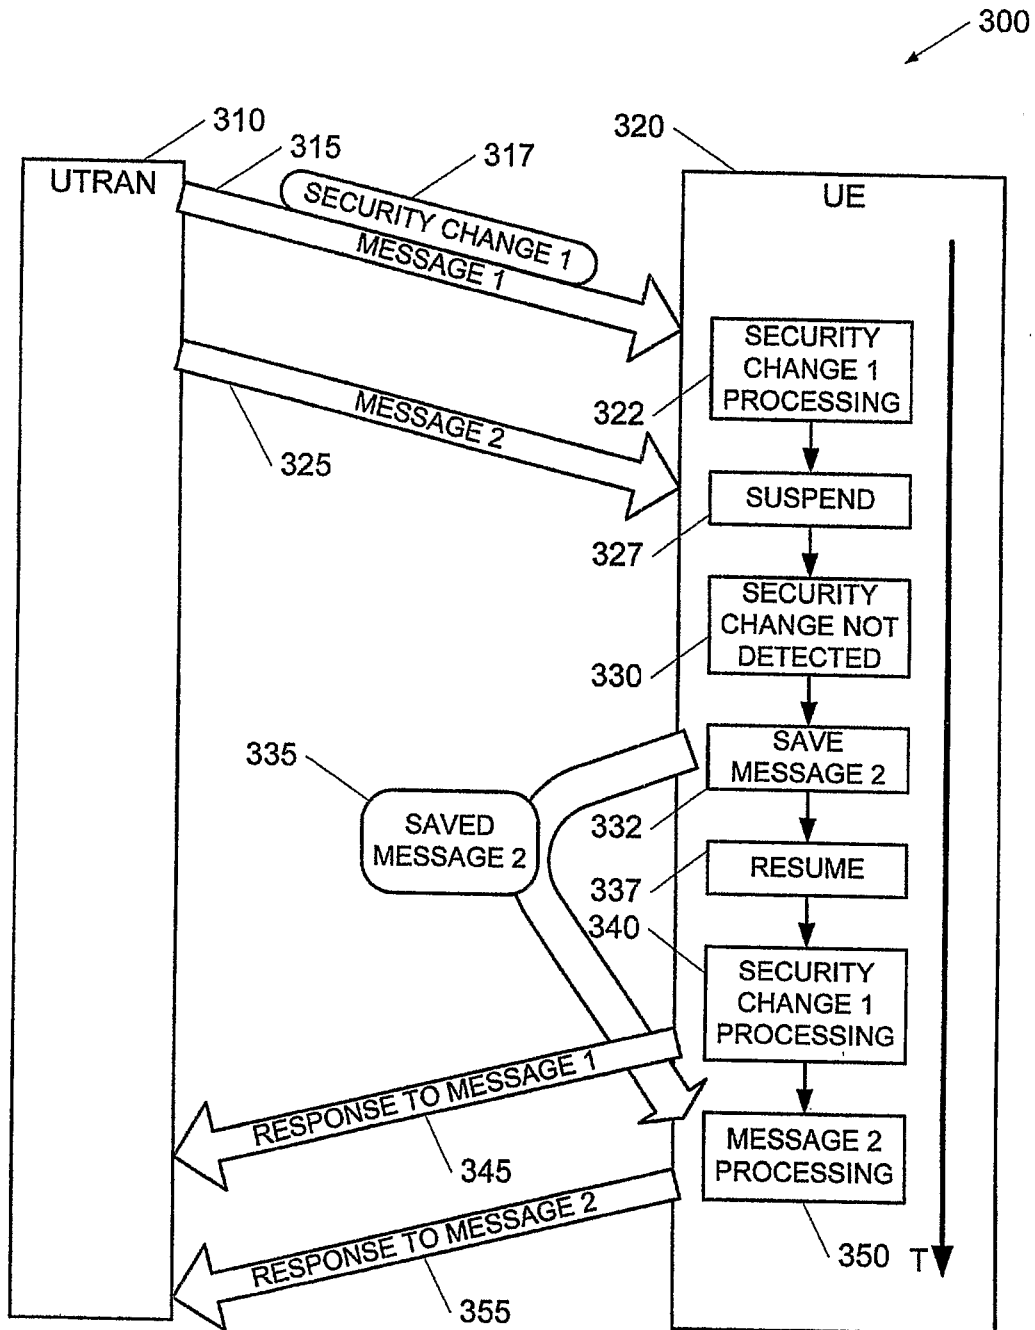 300
310
315
317
320
UTRAN
UE
SECURITY CHANGE 1
MESSAGE 1
SECURITY
CHANGE 1
PROCESSING
322
MESSAGE 2
325
SUSPEND
327
SECURITY
CHANGE NOT
DETECTED
330
335
SAVE
MESSAGE 2
332
SAVED
MESSAGE 2
RESUME
337
340
SECURITY
CHANGE 1
PROCESSING
RESPONSE TO MESSAGE 1
345
MESSAGE 2
PROCESSING
RESPONSE TO MESSAGE 2
350
T
355